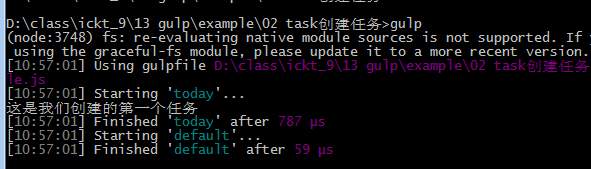 D:\class\ickt_9\13 gulp\example\02 task创建任务>gulp
(node:3748) fs: re-evaluating native module sources is not supported. If y
using the graceful-fs module, please update it to a more recent version.
[10:57:01] Using gulpfile D:\class\ickt_9\13 gulp\example\02 task创建任务
le.js
[10:57:01] Starting 'today'...
这是我们创建的第一个任务
[10:57:01] Finished 'today' after 787 μs
[10:57:01] Starting 'default'...
[10:57:01] Finished 'default' after 59 μs